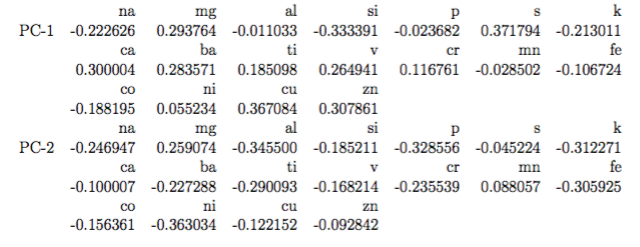 na mg al si p s k
PC-1 -0.222626 0.293764 -0.011033 -0.333391 -0.023682 0.371794 -0.213011
ca ba ti v cr mn fe
0.300004 0.283571 0.185098 0.264941 0.116761 -0.028502 -0.106724
co ni cu zn
-0.188195 0.055234 0.367084 0.307861
na mg al si p s k
PC-2 -0.246947 0.259074 -0.345500 -0.185211 -0.328556 -0.045224 -0.312271
ca ba ti v cr mn fe
-0.100007 -0.227288 -0.290093 -0.168214 -0.235539 0.088057 -0.305925
co ni cu zn
-0.156361 -0.363034 -0.122152 -0.092842